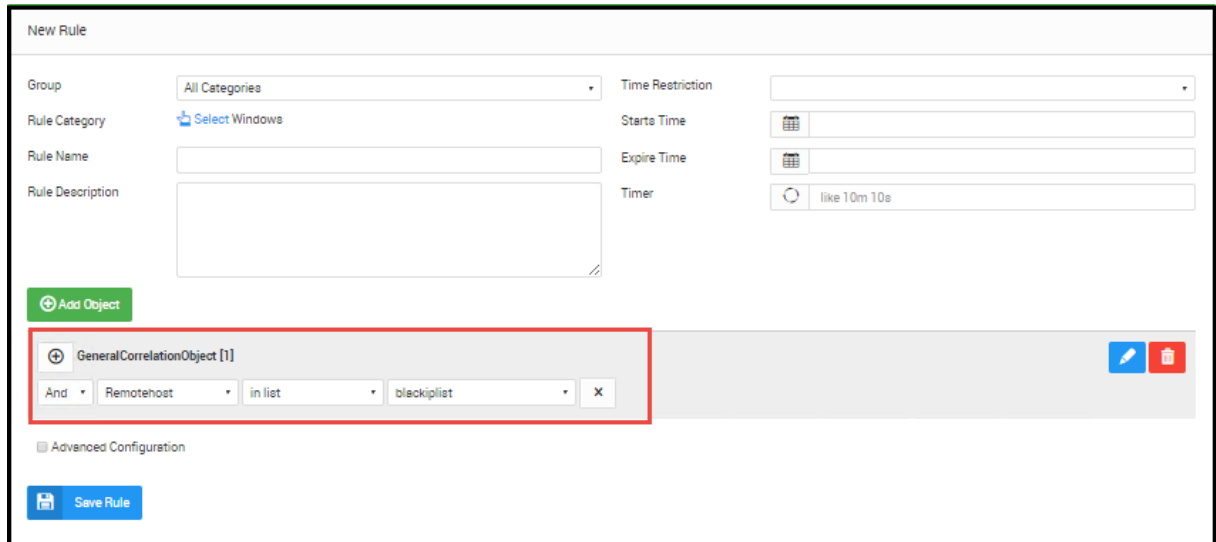 New Rule
Group
All Categories
Time Restriction
Rule Category
Select Windows
Starts Time
Rule Name
Expire Time
Rule Description
Timer
like 10m 10s
Add Object
GeneralCorrelationObject [1]
And Remotehost in list blackiplist x
Advanced Configuration
Save Rule